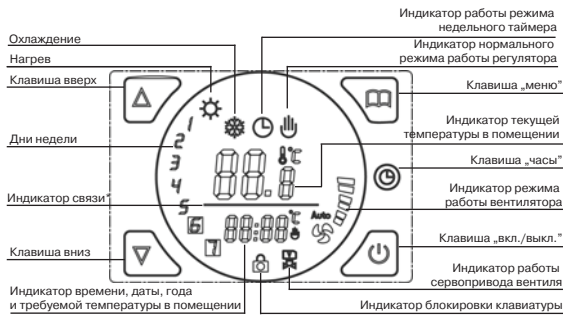 Индикатор работы режима
недельного таймера
Охлаждение
Индикатор нормального
режима работы регулятора
Нагрев
Клавиша вверх
Клавиша „меню”
Индикатор текущей
температуры в помещении
Дни недели
1
2
3
4
5
6
7
88.8
°C
Клавиша „часы”
Индикатор режима
работы вентилятора
Индикатор связи*
88:88
°C
Auto
Клавиша „вкл./выкл.”
Клавиша вниз
Индикатор работы
сервопривода вентиля
Индикатор времени, даты, года
и требуемой температуры в помещении
Индикатор блокировки клавиатуры